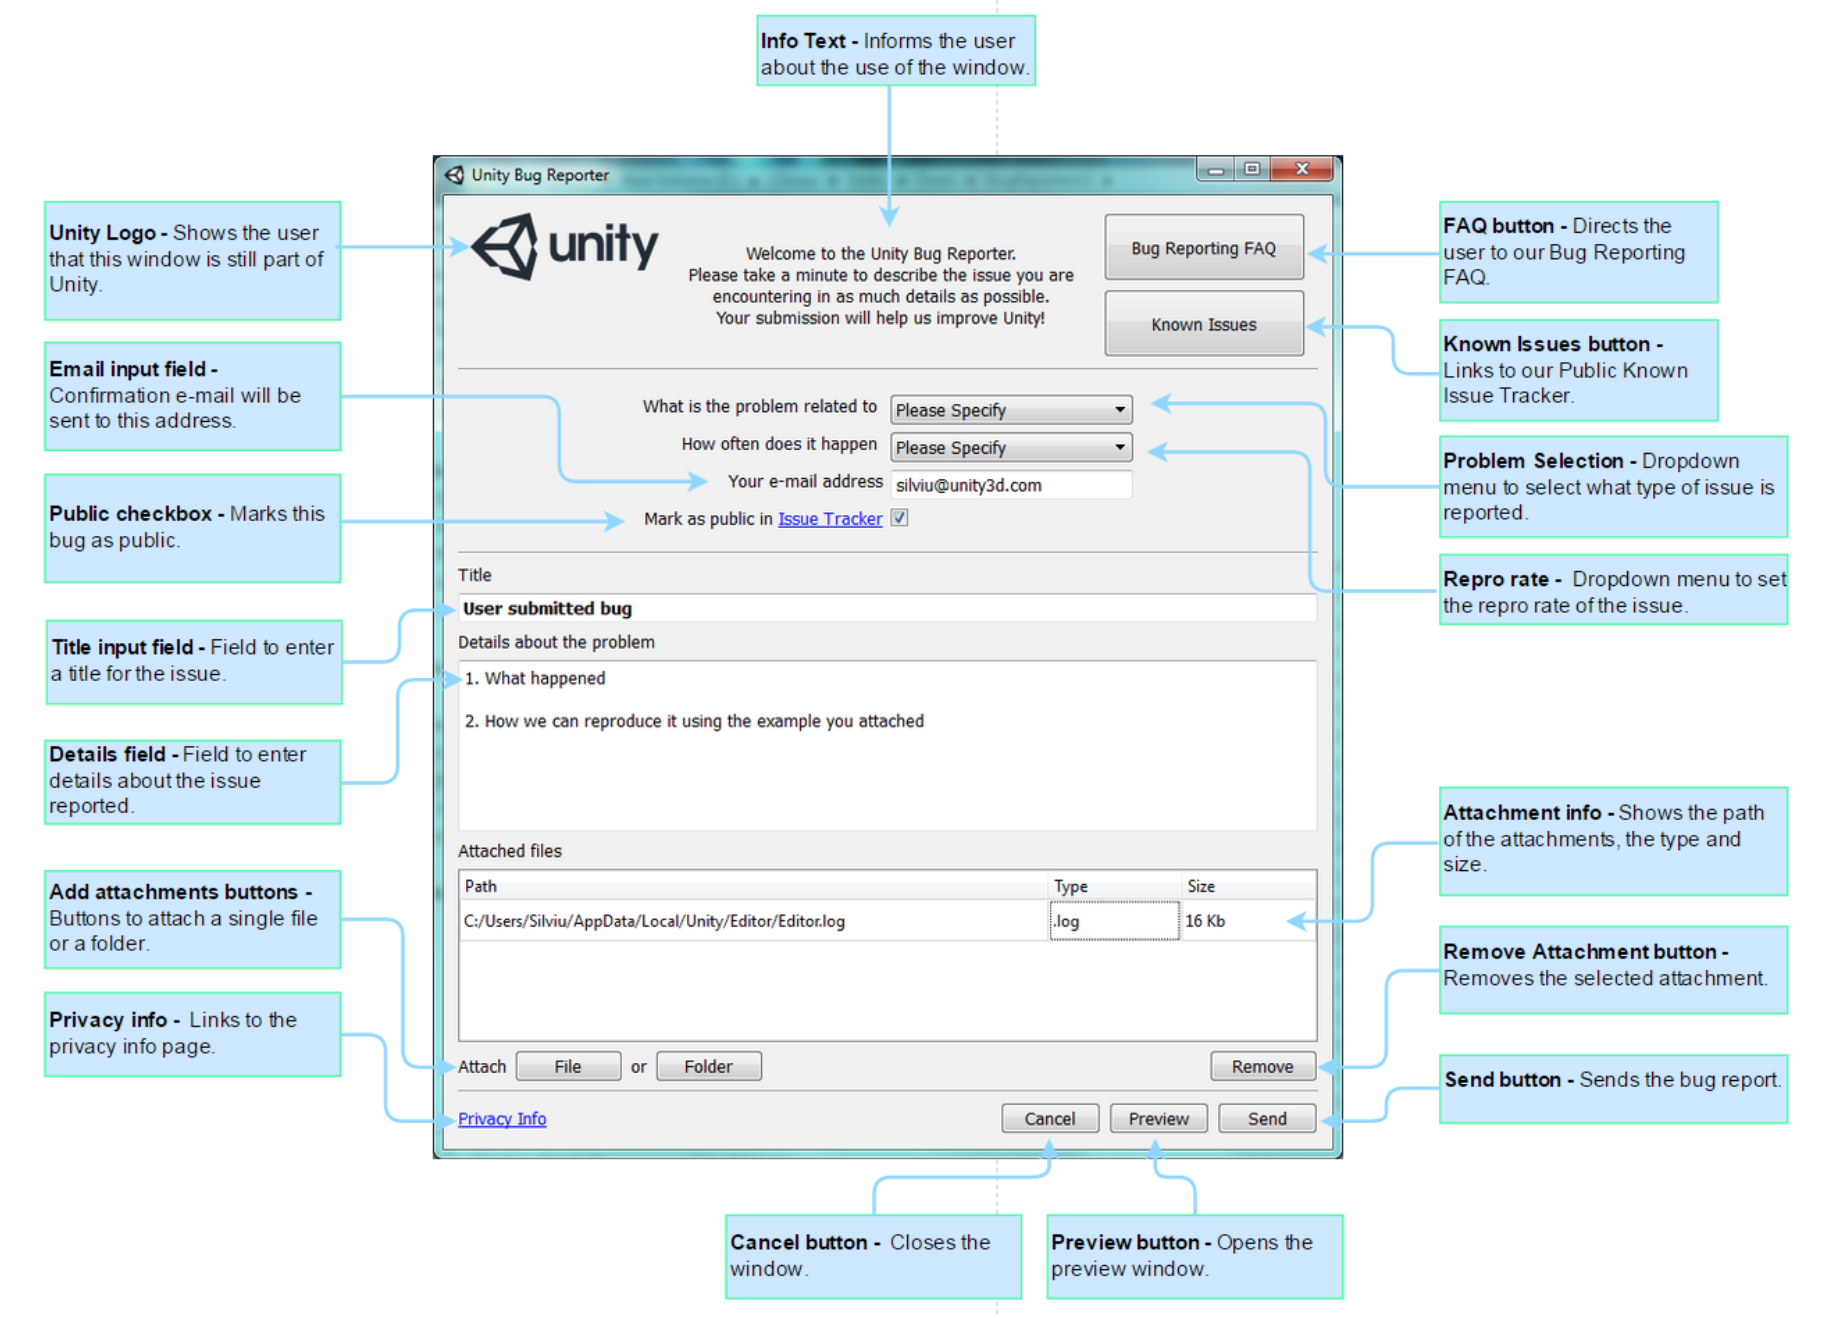 Info Text - Informs the user
about the use of the window.
Unity Bug Reporter
Unity Logo - Shows the user
that this window is still part of
Unity.
Email input field -
Confirmation e-mail will be
sent to this address.
Public checkbox - Marks this
bug as public.
Title input field - Field to enter
a title for the issue.
Details field - Field to enter
details about the issue
reported.
Add attachments buttons -
Buttons to attach a single file
or a folder.
Privacy info - Links to the
privacy info page.
unity
Welcome to the Unity Bug Reporter.
Please take a minute to describe the issue you are
encountering in as much details as possible.
Your submission will help us improve Unity!
Bug Reporting FAQ
Known Issues
What is the problem related to Please Specify
How often does it happen Please Specify
Your e-mail address silviu@unity3d.com
Mark as public in Issue Tracker
Title
User submitted bug
Details about the problem
1. What happened
2. How we can reproduce it using the example you attached
Attached files
Path Type Size
C:/Users/Silviu/AppData/Local/Unity/Editor/Editor.log .log 16 Kb
Attach File or Folder Remove
Privacy Info Cancel Preview Send
FAQ button - Directs the
user to our Bug Reporting
FAQ.
Known Issues button -
Links to our Public Known
Issue Tracker.
Problem Selection - Dropdown
menu to select what type of issue is
reported.
Repro rate - Dropdown menu to set
the repro rate of the issue.
Attachment info - Shows the path
of the attachments, the type and
size.
Remove Attachment button -
Removes the selected attachment.
Send button - Sends the bug report.
Cancel button - Closes the
window.
Preview button - Opens the
preview window.